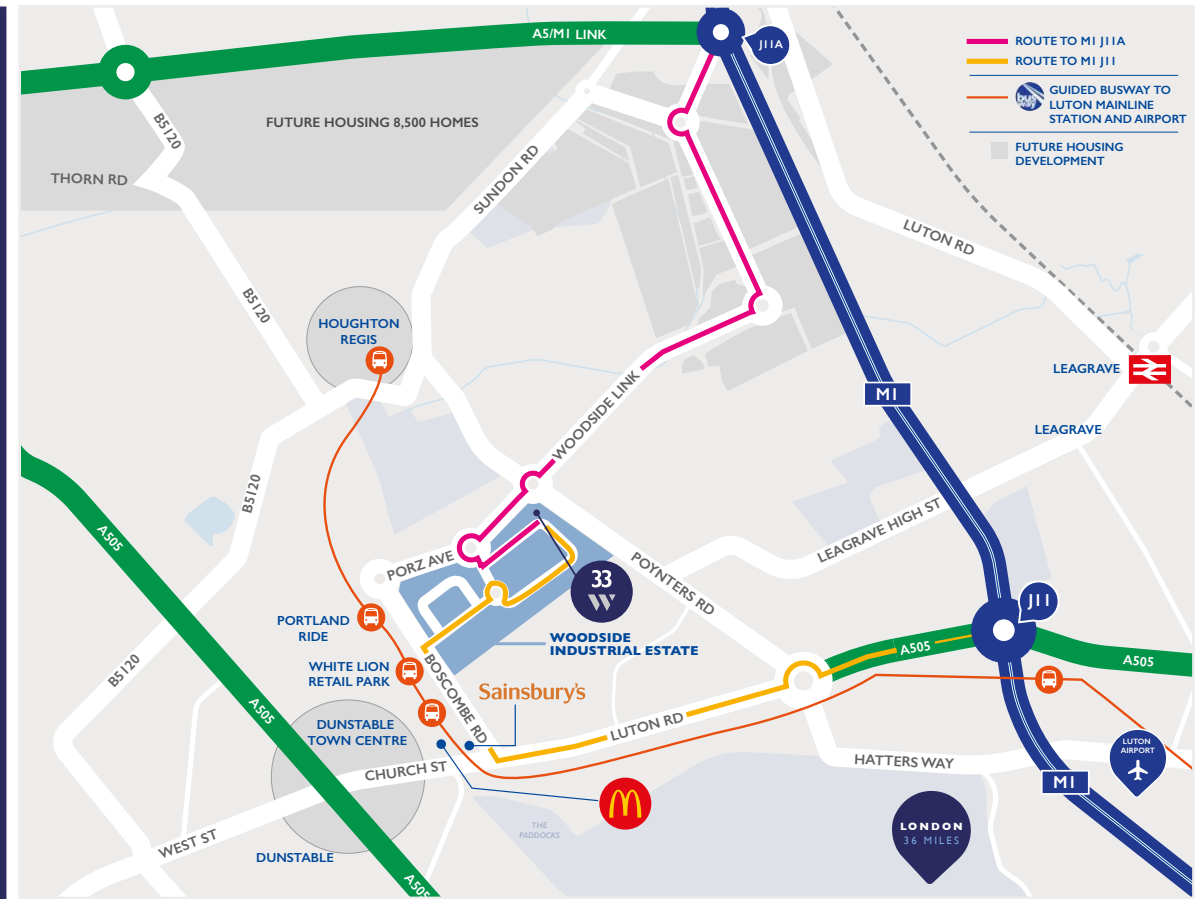 A5/M1 LINK
J11A
ROUTE TO M1 J11A
ROUTE TO M1 J11
bus
way
GUIDED BUSWAY TO
LUTON MAINLINE
STATION AND AIRPORT
FUTURE HOUSING
DEVELOPMENT
B5120
FUTURE HOUSING 8,500 HOMES
THORN RD
SUNDON RD
LUTON RD
B5120
HOUGHTON
REGIS
LEAGRAVE
M1
WOODSIDE LINK
LEAGRAVE
B5120
A505
LEAGRAVE HIGH ST
PORZ AVE
33
W
POYNTERS RD
J11
PORTLAND
RIDE
WOODSIDE
INDUSTRIAL ESTATE
A505
A505
WHITE LION
RETAIL PARK
BOSCOMBE RD
B5120
Sainsbury's
A505
DUNSTABLE
TOWN CENTRE
LUTON RD
LUTON
AIRPORT
HATTERS WAY
CHURCH ST
M1
THE
PADDOCKS
LONDON
36 MILES
WEST ST
DUNSTABLE
A505